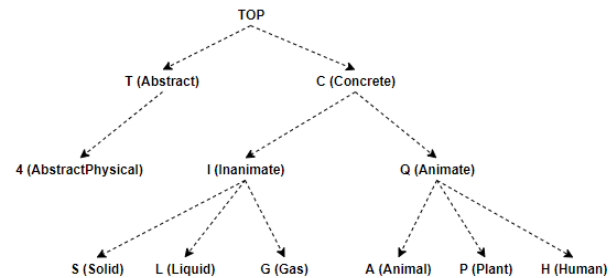 TOP
T (Abstract) C (Concrete)
4 (AbstractPhysical) I (Inanimate) Q (Animate)
S (Solid) L (Liquid) G (Gas) A (Animal) P (Plant) H (Human)